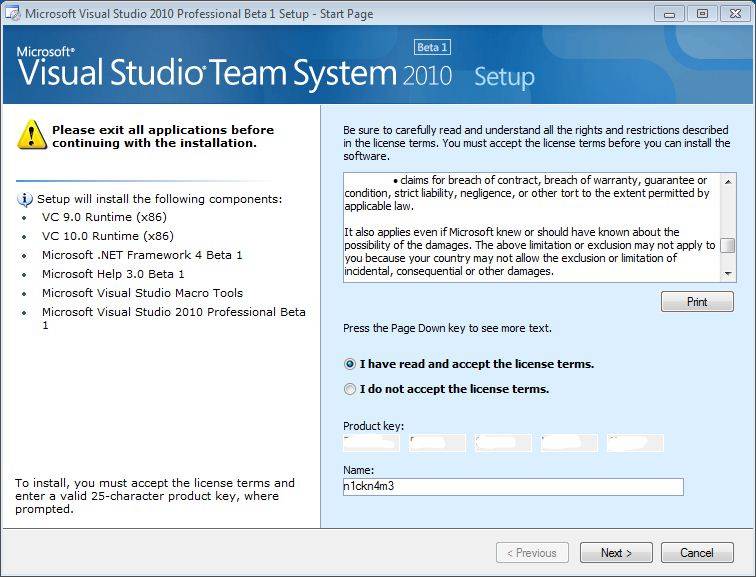 Microsoft Visual Studio 2010 Professional Beta 1 Setup - Start Page
Microsoft®
Beta 1
Visual Studio® Team System 2010 Setup
Please exit all applications before
continuing with the installation.
Setup will install the following components:
• VC 9.0 Runtime (x86)
• VC 10.0 Runtime (x86)
• Microsoft .NET Framework 4 Beta 1
• Microsoft Help 3.0 Beta 1
• Microsoft Visual Studio Macro Tools
• Microsoft Visual Studio 2010 Professional Beta
1
To install, you must accept the license terms and
enter a valid 25-character product key, where
prompted.
Be sure to carefully read and understand all the rights and restrictions described
in the license terms. You must accept the license terms before you can install the
software.
• claims for breach of contract, breach of warranty, guarantee or
condition, strict liability, negligence, or other tort to the extent permitted by
applicable law.
It also applies even if Microsoft knew or should have known about the
possibility of the damages. The above limitation or exclusion may not apply to
you because your country may not allow the exclusion or limitation of
incidental, consequential or other damages.
Print
Press the Page Down key to see more text.
I have read and accept the license terms.
I do not accept the license terms.
Product key:
Name:
n1ckn4m3
< Previous
Next >
Cancel